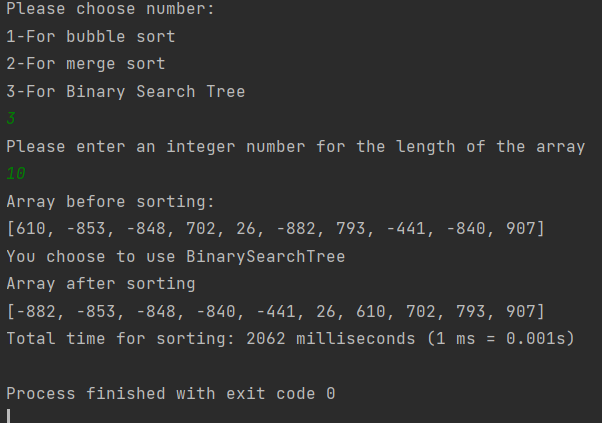 Please choose number:
1-For bubble sort
2-For merge sort
3-For Binary Search Tree
3
Please enter an integer number for the length of the array
10
Array before sorting:
[610, -853, -848, 702, 26, -882, 793, -441, -840, 907]
You choose to use BinarySearchTree
Array after sorting
[-882, -853, -848, -840, -441, 26, 610, 702, 793, 907]
Total time for sorting: 2062 milliseconds (1 ms = 0.001s)
Process finished with exit code 0